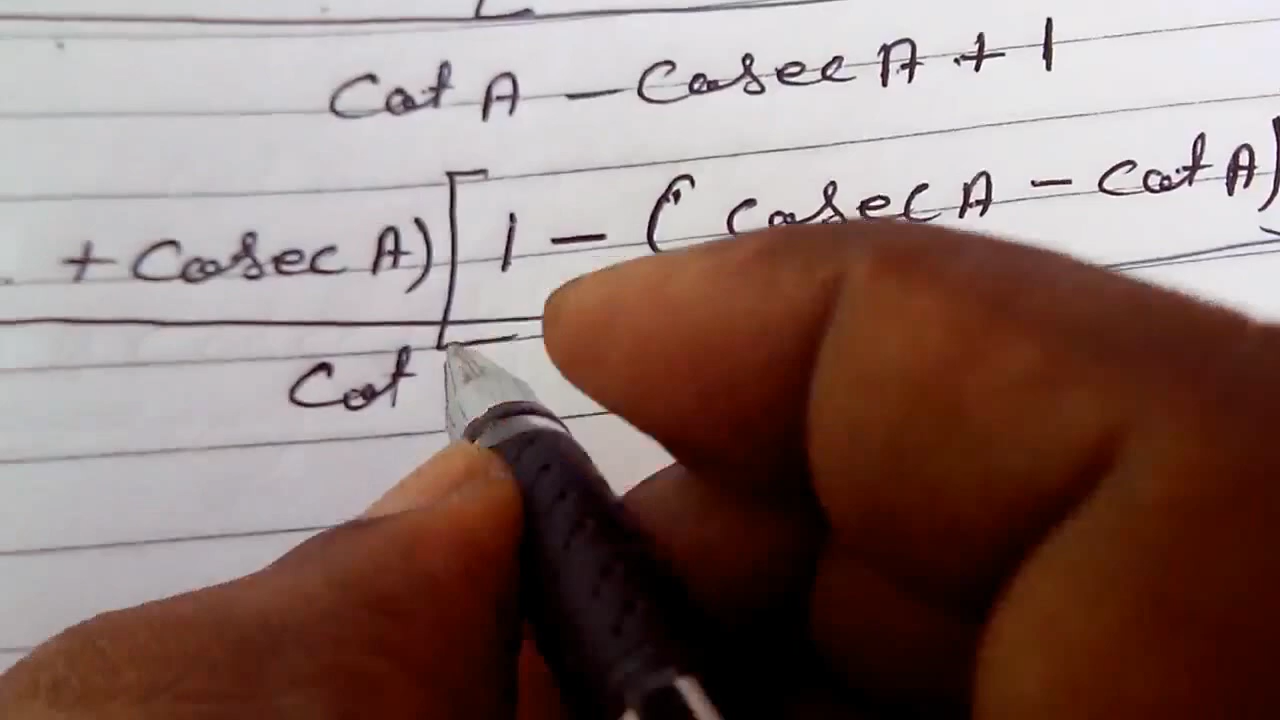 Cot A - Cosec A + 1
+ Cosec A) [ 1 - ( Cosec A - Cot A)
Cot